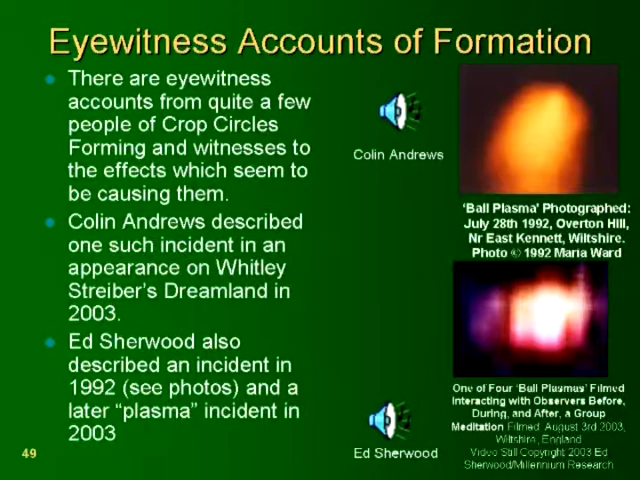 Eyewitness Accounts of Formation
There are eyewitness
accounts from quite a few
people of Crop Circles
Forming and witnesses to
the effects which seem to
be causing them.
Colin Andrews described
one such incident in an
appearance on Whitley
Streiber's Dreamland in
2003.
Ed Sherwood also
described an incident in
1992 (see photos) and a
later "plasma" incident in
2003
49
Colin Andrews
Ed Sherwood
'Ball Plasma' Photographed:
July 28th 1992, Overton Hill,
Nr East Kennett, Wiltshire.
Photo © 1992 Maria Ward
One of Four 'Ball Plasmas' Filmed
Interacting with Observers Before,
During, and After, a Group
Meditation Filmed August 3rd 2003,
Wiltshire, England
Video Still Copyright 2003 Ed
Sherwood/Millennium Research